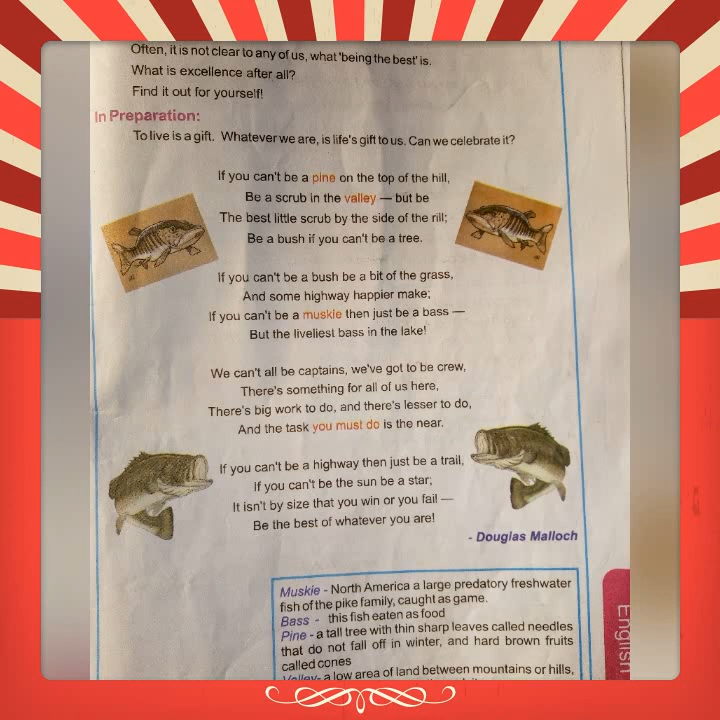 Often, it is not clear to any of us, what 'being the best' is.
What is excellence after all?
Find it out for yourself!
In Preparation:
To live is a gift. Whatever we are, is life's gift to us. Can we celebrate it?
If you can't be a pine on the top of the hill,
Be a scrub in the valley — but be
The best little scrub by the side of the rill;
Be a bush if you can't be a tree.
If you can't be a bush be a bit of the grass,
And some highway happier make;
If you can't be a muskie then just be a bass —
But the liveliest bass in the lake!
We can't all be captains, we've got to be crew,
There's something for all of us here,
There's big work to do, and there's lesser to do,
And the task you must do is the near.
If you can't be a highway then just be a trail,
If you can't be the sun be a star;
It isn't by size that you win or you fail —
Be the best of whatever you are!
- Douglas Malloch
Muskie - North America a large predatory freshwater
fish of the pike family, caught as game.
Bass - this fish eaten as food
Pine - a tall tree with thin sharp leaves called needles
that do not fall off in winter, and hard brown fruits
called cones
Valley- a low area of land between mountains or hills,
English